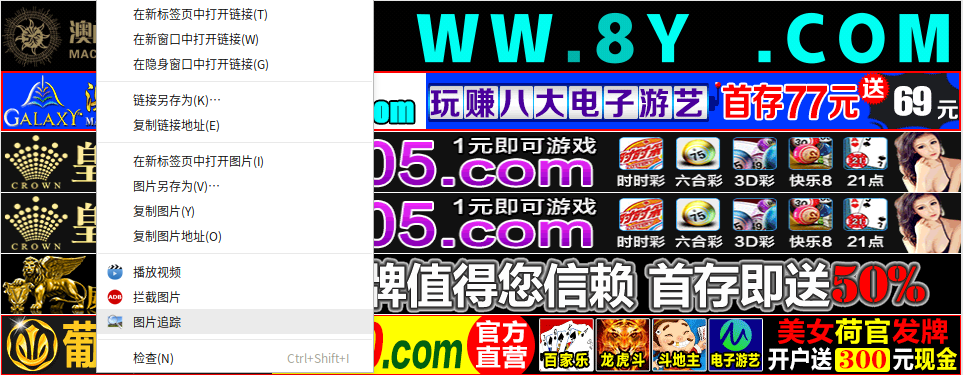 澳
MACA
WW.8Y .COM
GALAXY
com
玩赚八大电子游艺
首存77元
送
69元
CROWN
皇
05.com
1元即可游戏
时时彩
六合彩
3D彩
快乐8
21点
CROWN
皇
05.com
1元即可游戏
时时彩
六合彩
3D彩
快乐8
21点
牌值得您信赖 首存即送50%
葡
.com
官方
直营
百家乐
龙虎斗
斗地主
电子游艺
美女荷官发牌
开户送300元现金
在新标签页中打开链接(T)
在新窗口中打开链接(W)
在隐身窗口中打开链接(G)
链接另存为(K)…
复制链接地址(E)
在新标签页中打开图片(I)
图片另存为(V)…
复制图片(Y)
复制图片地址(O)
播放视频
ADB
拦截图片
图片追踪
检查(N)
Ctrl+Shift+I